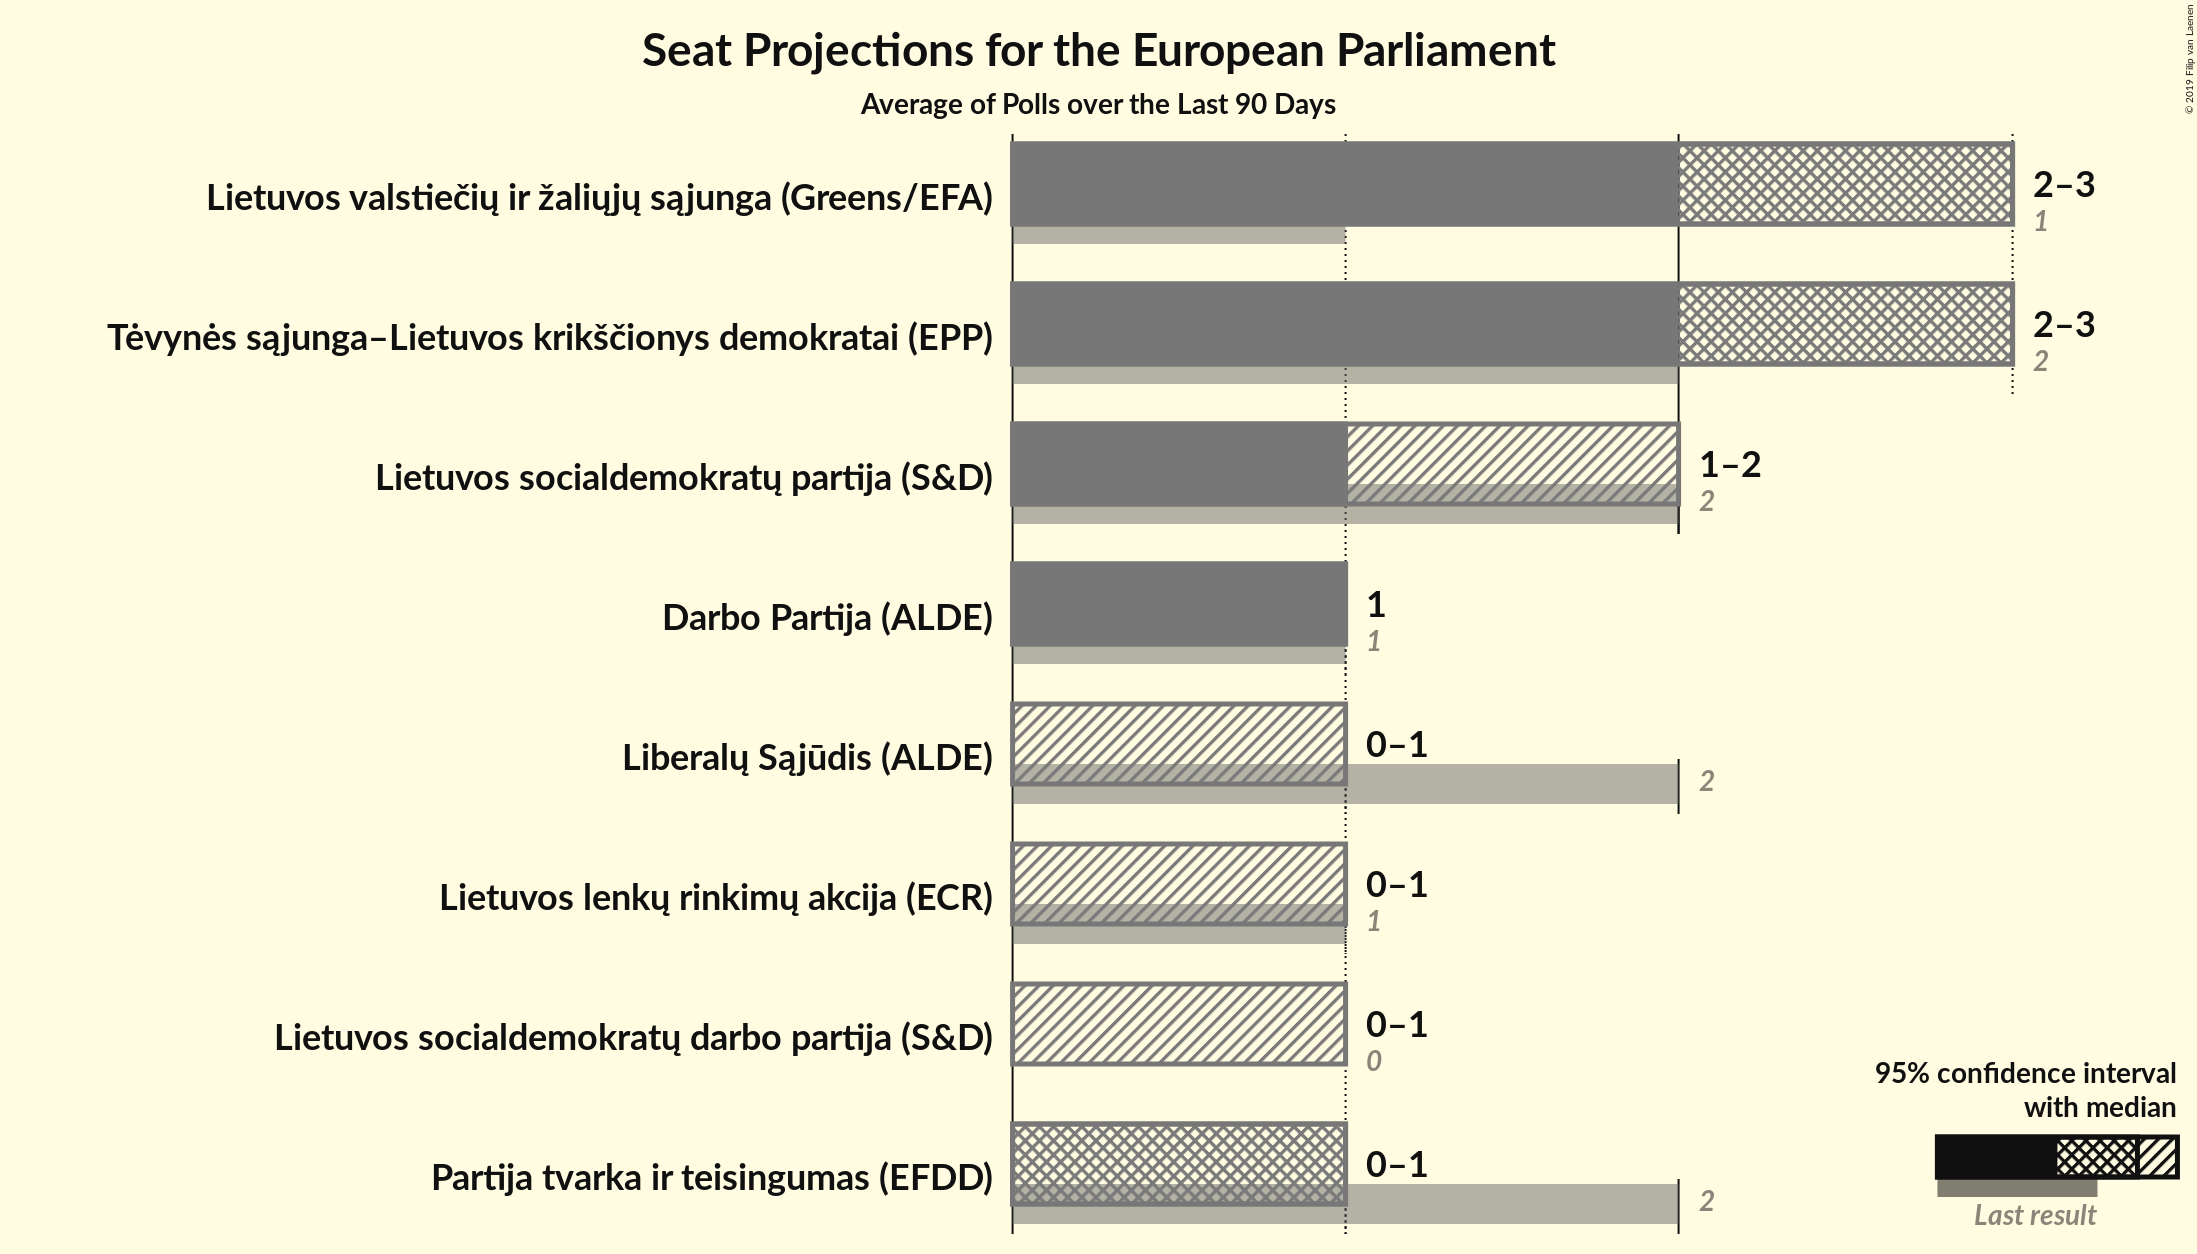 Seat Projections for the European Parliament
Average of Polls over the Last 90 Days
© 2019 Filip van Laenen
Lietuvos valstiečių ir žaliųjų sąjunga (Greens/EFA)
2–3
1
Tėvynės sąjunga–Lietuvos krikščionys demokratai (EPP)
2–3
2
Lietuvos socialdemokratų partija (S&D)
1–2
2
Darbo Partija (ALDE)
1
1
Liberalų Sąjūdis (ALDE)
0–1
2
Lietuvos lenkų rinkimų akcija (ECR)
0–1
1
Lietuvos socialdemokratų darbo partija (S&D)
0–1
0
Partija tvarka ir teisingumas (EFDD)
0–1
2
95% confidence interval
with median
Last result